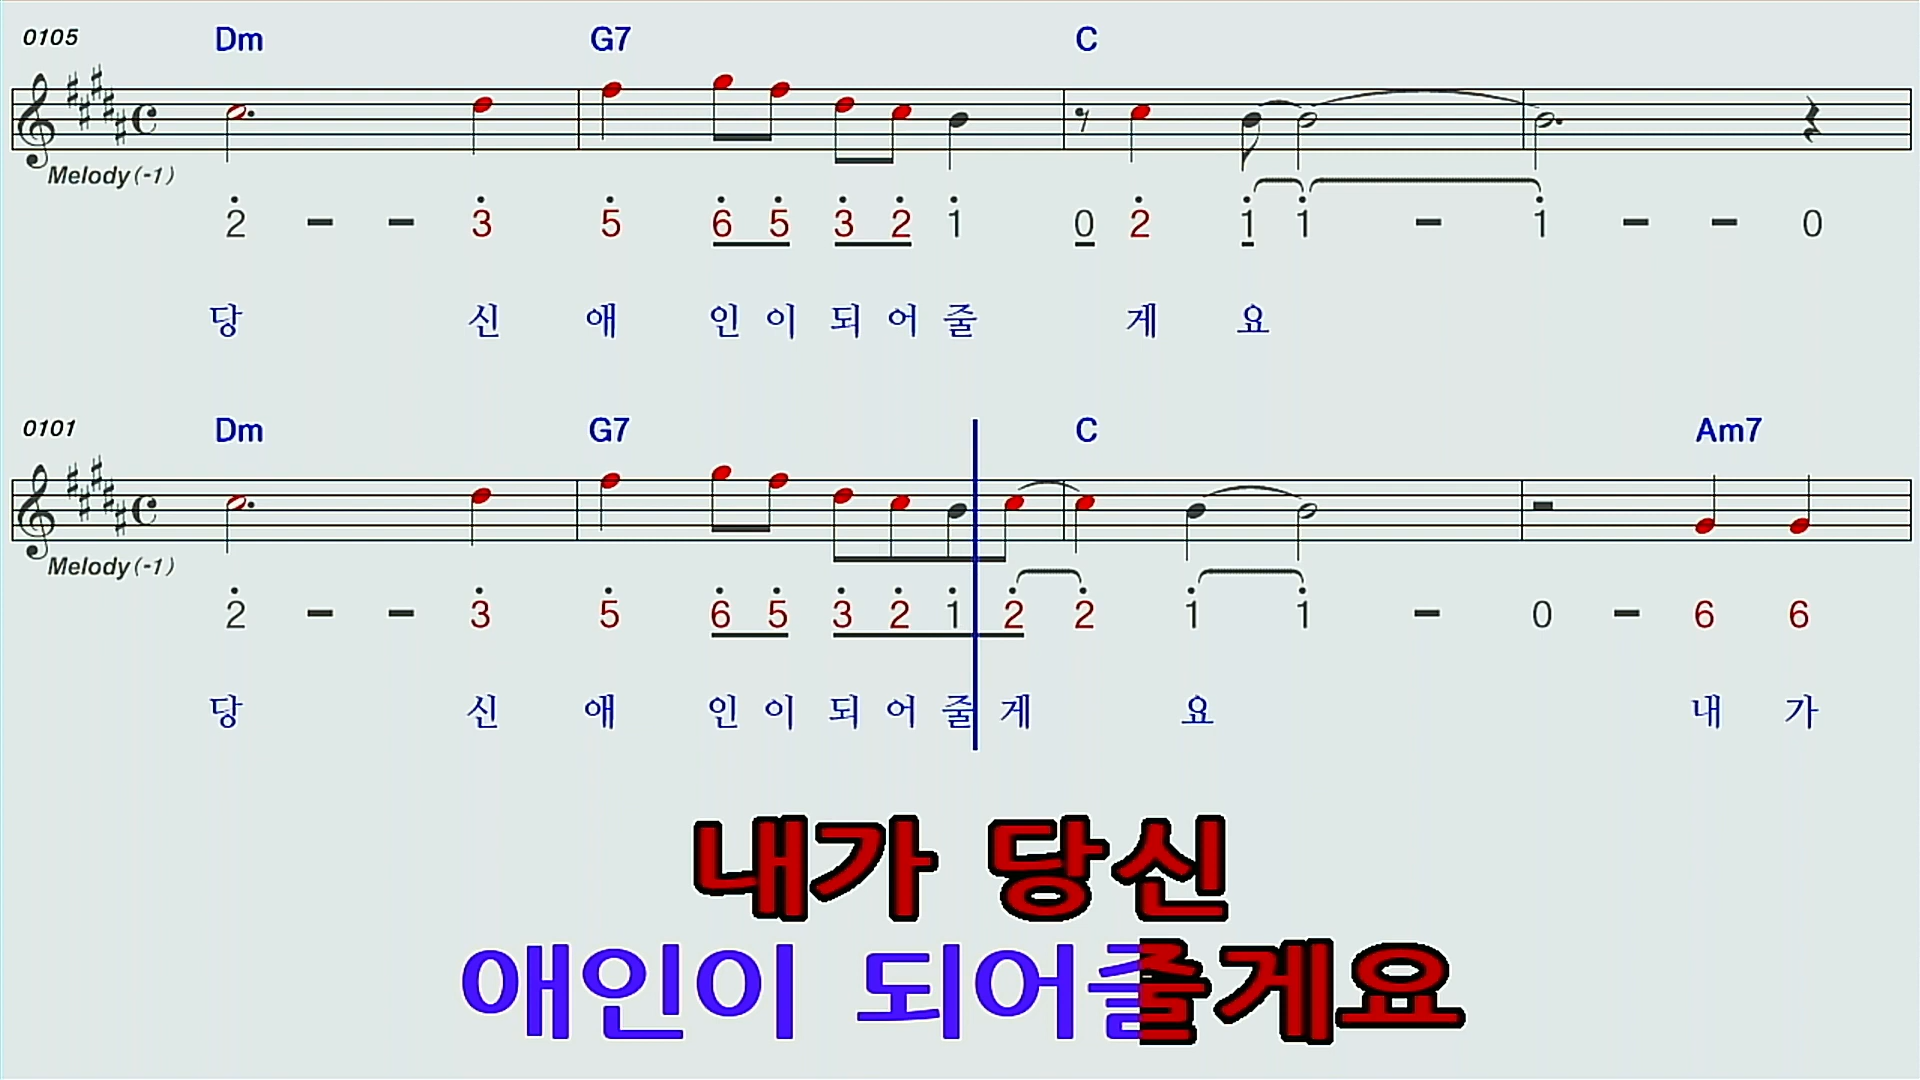 0105 Dm G7 C
Melody(-1)
2 - - 3 5 6 5 3 2 1 0 2 1 1 - 1 - - 0
당 신 애 인 이 되 어 줄 게 요
0101 Dm G7 C Am7
Melody(-1)
2 - - 3 5 6 5 3 2 1 2 2 1 1 - 0 - 6 6
당 신 애 인 이 되 어 줄 게 요 내 가
내가 당신
애인이 되어줄게요